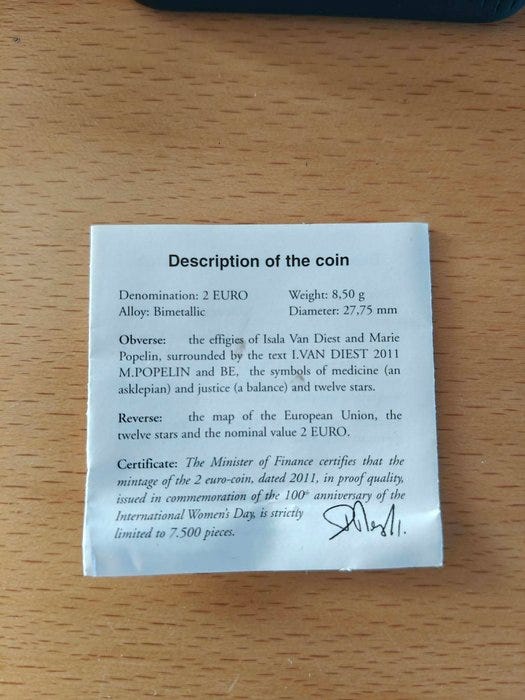 Description of the coin
Denomination: 2 EURO Weight: 8,50 g
Alloy: Bimetallic Diameter: 27,75 mm
Obverse: the effigies of Isala Van Diest and Marie
Popelin, surrounded by the text I.VAN DIEST 2011
M.POPELIN and BE, the symbols of medicine (an
asklepian) and justice (a balance) and twelve stars.
Reverse: the map of the European Union, the
twelve stars and the nominal value 2 EURO.
Certificate: The Minister of Finance certifies that the
mintage of the 2 euro-coin, dated 2011, in proof quality,
issued in commemoration of the 100th anniversary of the
International Women's Day, is strictly
limited to 7.500 pieces.